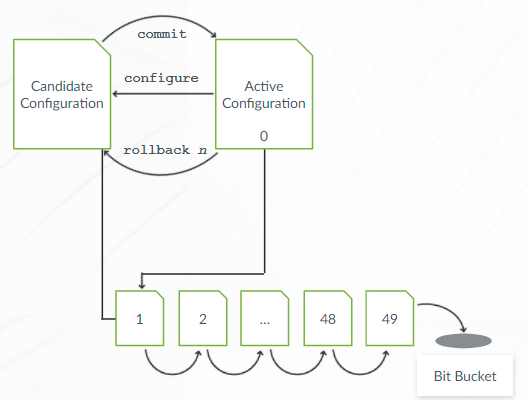 commit
Candidate
Configuration
configure
Active
Configuration
0
rollback n
1
2
...
48
49
Bit Bucket